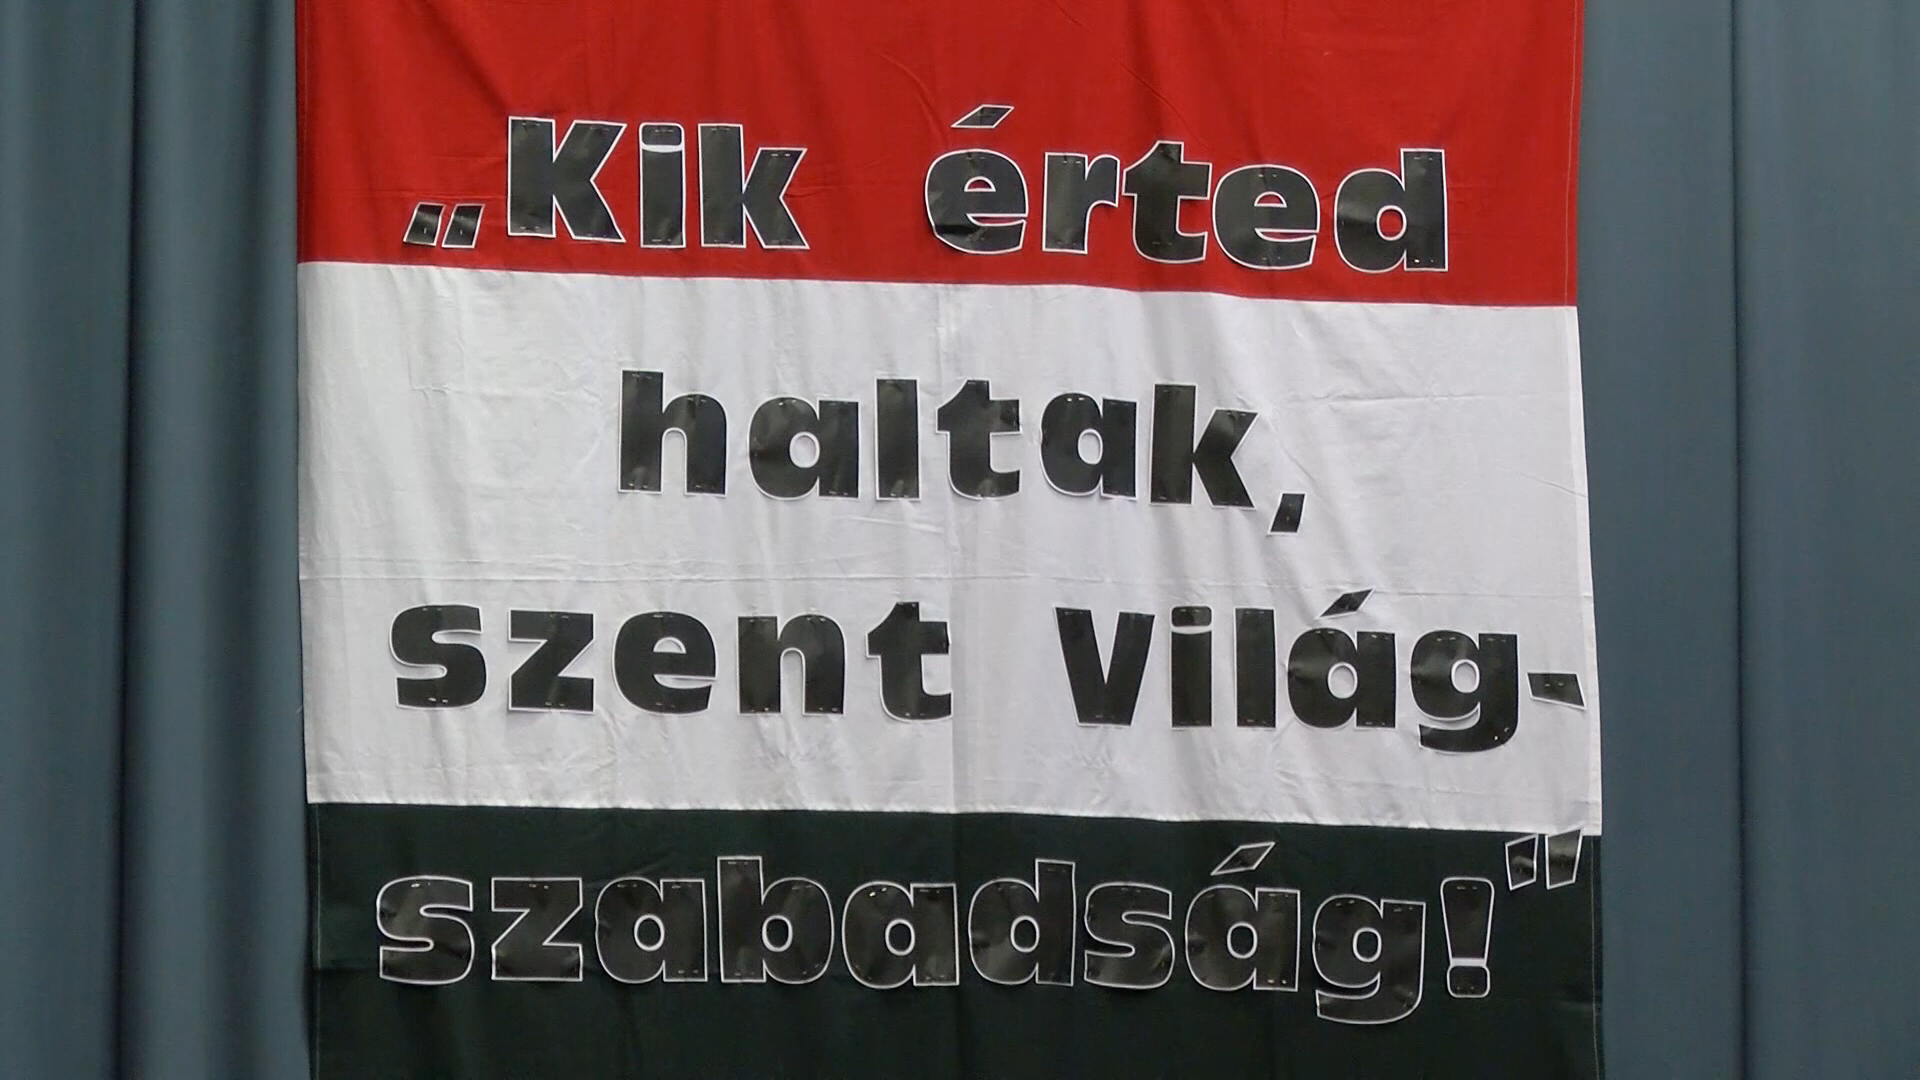 „Kik érted
haltak,
szent világ-
szabadság!"